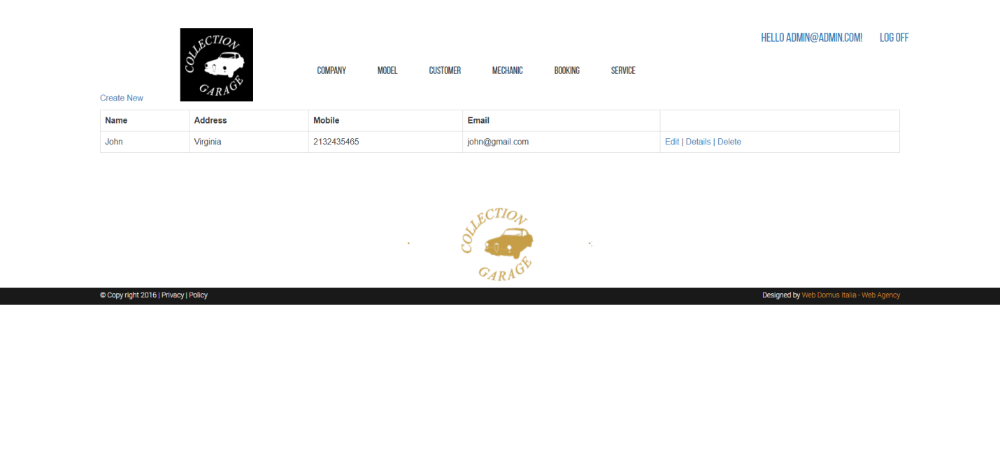 HELLO ADMIN@ADMIN.COM! LOG OFF
COLLECTION
GARAGE
COMPANY MODEL CUSTOMER MECHANIC BOOKING SERVICE
Create New
Name Address Mobile Email
John Virginia 2132435465 john@gmail.com Edit | Details | Delete
COLLECTION
GARAGE
© Copy right 2016 | Privacy | Policy Designed by Web Domus Italia - Web Agency